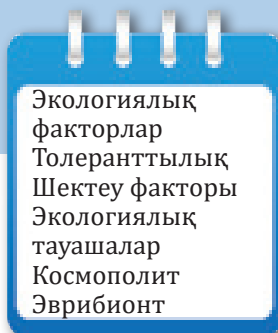 Экологиялық
факторлар
Толеранттылық
Шектеу факторы
Экологиялық
тауашалар
Космополит
Эврибионт